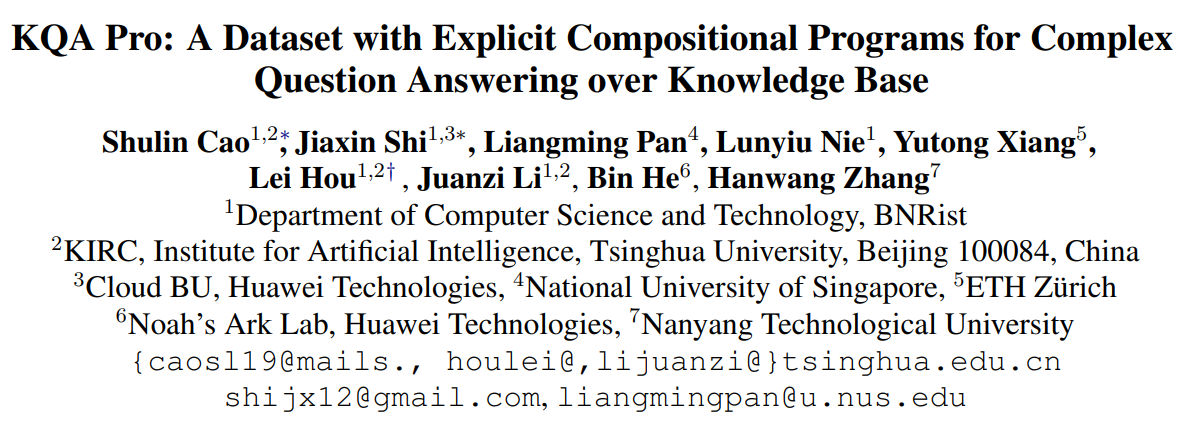 KQA Pro: A Dataset with Explicit Compositional Programs for Complex
Question Answering over Knowledge Base
Shulin Cao¹,²*, Jiaxin Shi¹,³*, Liangming Pan⁴, Lunyiu Nie¹, Yutong Xiang⁵,
Lei Hou¹,²† , Juanzi Li¹,², Bin He⁶, Hanwang Zhang⁷
¹Department of Computer Science and Technology, BNRist
²KIRC, Institute for Artificial Intelligence, Tsinghua University, Beijing 100084, China
³Cloud BU, Huawei Technologies, ⁴National University of Singapore, ⁵ETH Zürich
⁶Noah's Ark Lab, Huawei Technologies, ⁷Nanyang Technological University
{caosl19@mails., houlei@,lijuanzi@}tsinghua.edu.cn
shijx12@gmail.com, liangmingpan@u.nus.edu